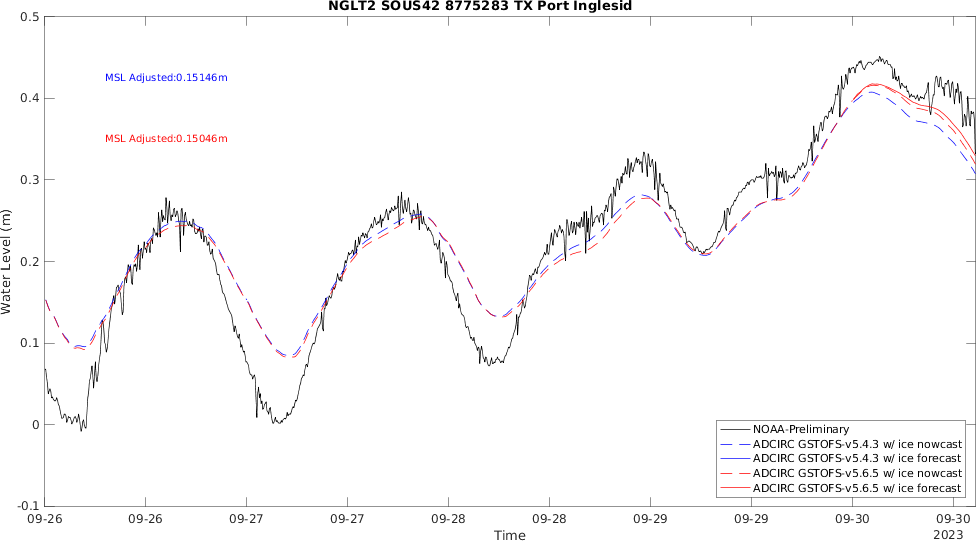 NGLT2 SOUS42 8775283 TX Port Inglesid
0.5
0.4
0.3
0.2
0.1
0
-0.1
Water Level (m)
MSL Adjusted:0.15146m
MSL Adjusted:0.15046m
NOAA-Preliminary
ADCIRC GSTOFS-v5.4.3 w/ ice nowcast
ADCIRC GSTOFS-v5.4.3 w/ ice forecast
ADCIRC GSTOFS-v5.6.5 w/ ice nowcast
ADCIRC GSTOFS-v5.6.5 w/ ice forecast
09-26 09-26 09-27 09-27 09-28 09-28 09-29 09-29 09-30 09-30
2023
Time